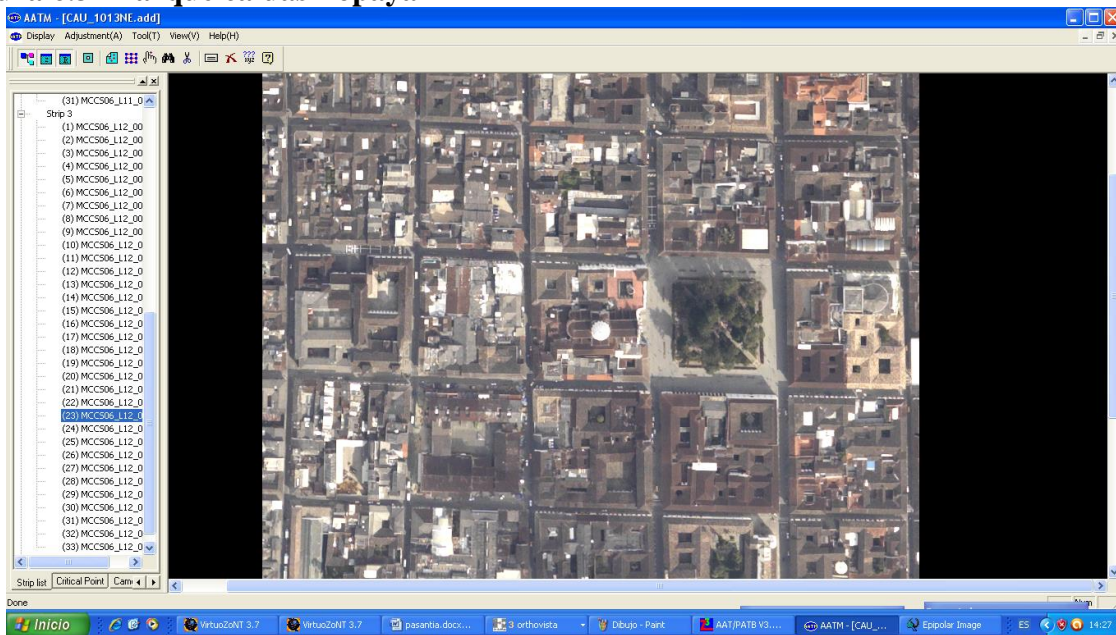 AATM - [CAU_1013NE.add]
Display Adjustment(A) Tool(T) View(V) Help(H)
(31) MCCS06_L11_0
Strip 3
(1) MCCS06_L12_00
(2) MCCS06_L12_00
(3) MCCS06_L12_00
(4) MCCS06_L12_00
(5) MCCS06_L12_00
(6) MCCS06_L12_00
(7) MCCS06_L12_00
(8) MCCS06_L12_00
(9) MCCS06_L12_00
(10) MCCS06_L12_0
(11) MCCS06_L12_0
(12) MCCS06_L12_0
(13) MCCS06_L12_0
(14) MCCS06_L12_0
(15) MCCS06_L12_0
(16) MCCS06_L12_0
(17) MCCS06_L12_0
(18) MCCS06_L12_0
(19) MCCS06_L12_0
(20) MCCS06_L12_0
(21) MCCS06_L12_0
(22) MCCS06_L12_0
(23) MCCS06_L12_0
(24) MCCS06_L12_0
(25) MCCS06_L12_0
(26) MCCS06_L12_0
(27) MCCS06_L12_0
(28) MCCS06_L12_0
(29) MCCS06_L12_0
(30) MCCS06_L12_0
(31) MCCS06_L12_0
(32) MCCS06_L12_0
(33) MCCS06_L12_0
Strip list Critical Point Cam
Done
Inicio VirtuoZoNT 3.7 VirtuoZoNT 3.7 pasantia.docx... 3 orthovista Dibujo - Paint AAT/PATB V3.... AATM - [CAU_... Epipolar Image ES 14:27